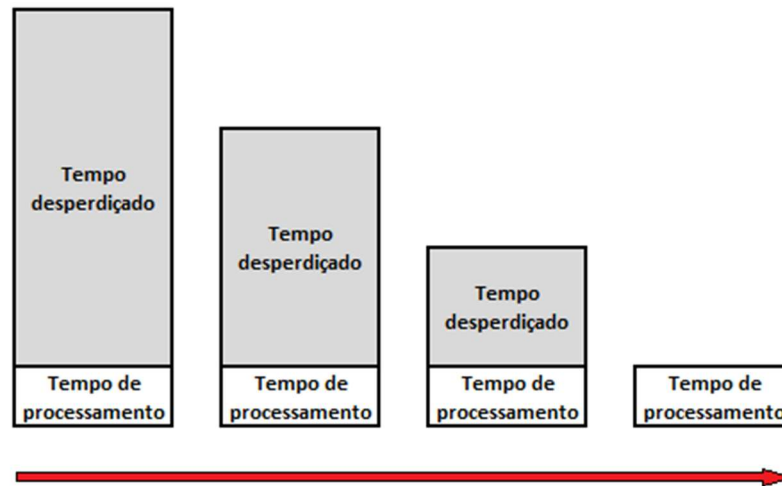 Tempo
desperdiçado
Tempo
desperdiçado
Tempo
desperdiçado
Tempo de
processamento
Tempo de
processamento
Tempo de
processamento
Tempo de
processamento